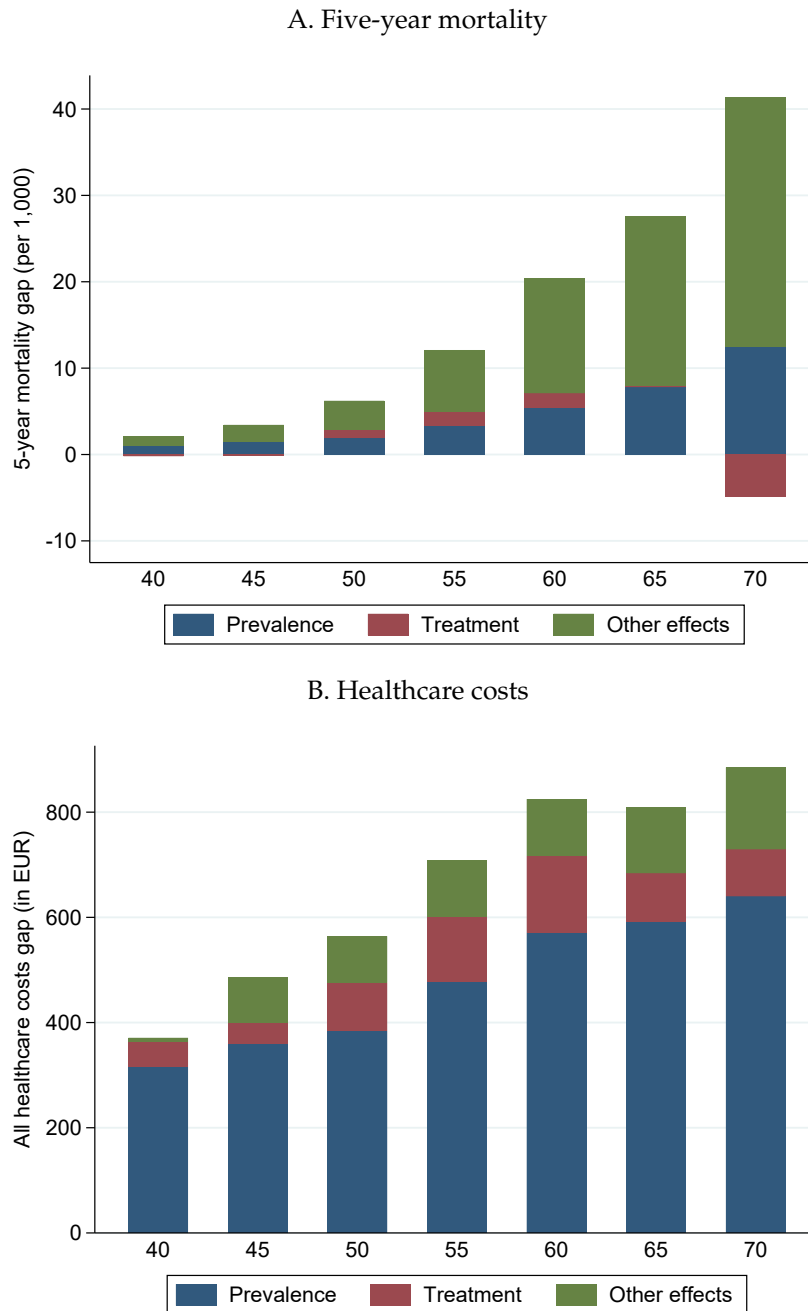 A. Five-year mortality
5-year mortality gap (per 1,000)
40
30
20
10
0
-10
40 45 50 55 60 65 70
Prevalence Treatment Other effects
B. Healthcare costs
All healthcare costs gap (in EUR)
800
600
400
200
0
40 45 50 55 60 65 70
Prevalence Treatment Other effects